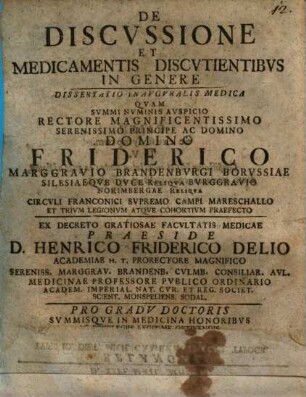 12.
DE
DISCVSSIONE
ET
MEDICAMENTIS DISCVTIENTIBVS
IN GENERE
DISSERTATIO INAVGVRALIS MEDICA
QVAM
SVMMI NVMINIS AVSPICIO
RECTORE MAGNIFICENTISSIMO
SERENISSIMO PRINCIPE AC DOMINO
DOMINO
FRIDERICO
MARGGRAVIO BRANDENBVRGI BORVSSIAE
SILESIAEQVE DVCE RELIQVA BVRGGRAVIO
NORIMBERGAE RELIQVA
CIRCVLI FRANCONICI SVPREMO CAMPI MARESCHALLO
ET TRIVM LEGIONVM ATQVE COHORTIVM PRAEFECTO
EX DECRETO GRATIOSAE FACVLTATIS MEDICAE
PRAESIDE
D. HENRICO FRIDERICO DELIO
ACADEMIAE H. T. PRORECTORE MAGNIFICO
SERENISS. MARGGRAV. BRANDENB. CVLMB. CONSILIAR. AVL.
MEDICINAE PROFESSORE PVBLICO ORDINARIO
ACADEM. IMPERIAL. NAT. CVR. ET REG. SOCIET.
SCIENT. MONSPELIENS. SODAL.
PRO GRADV DOCTORIS
SVMMISQVE IN MEDICINA HONORIBVS